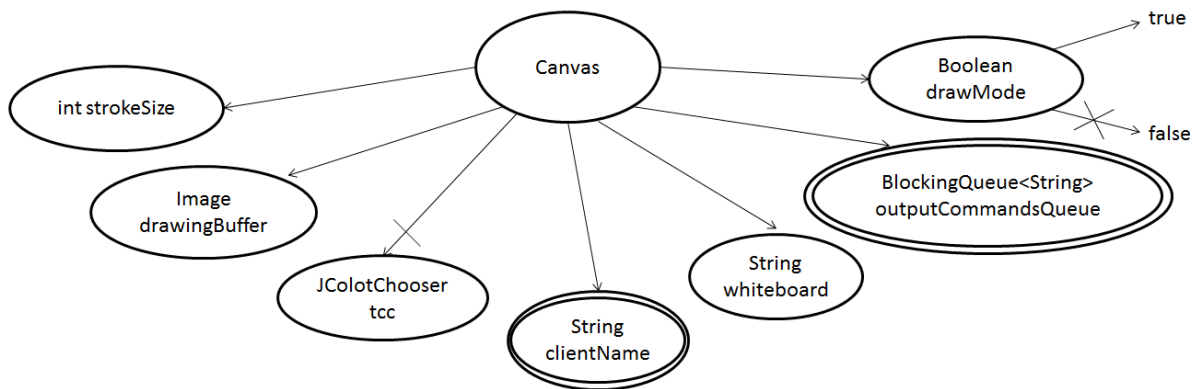 Canvas
Boolean
drawMode
true
false
int strokeSize
Image
drawingBuffer
JColotChooser
tcc
String
clientName
String
whiteboard
BlockingQueue<String>
outputCommandsQueue